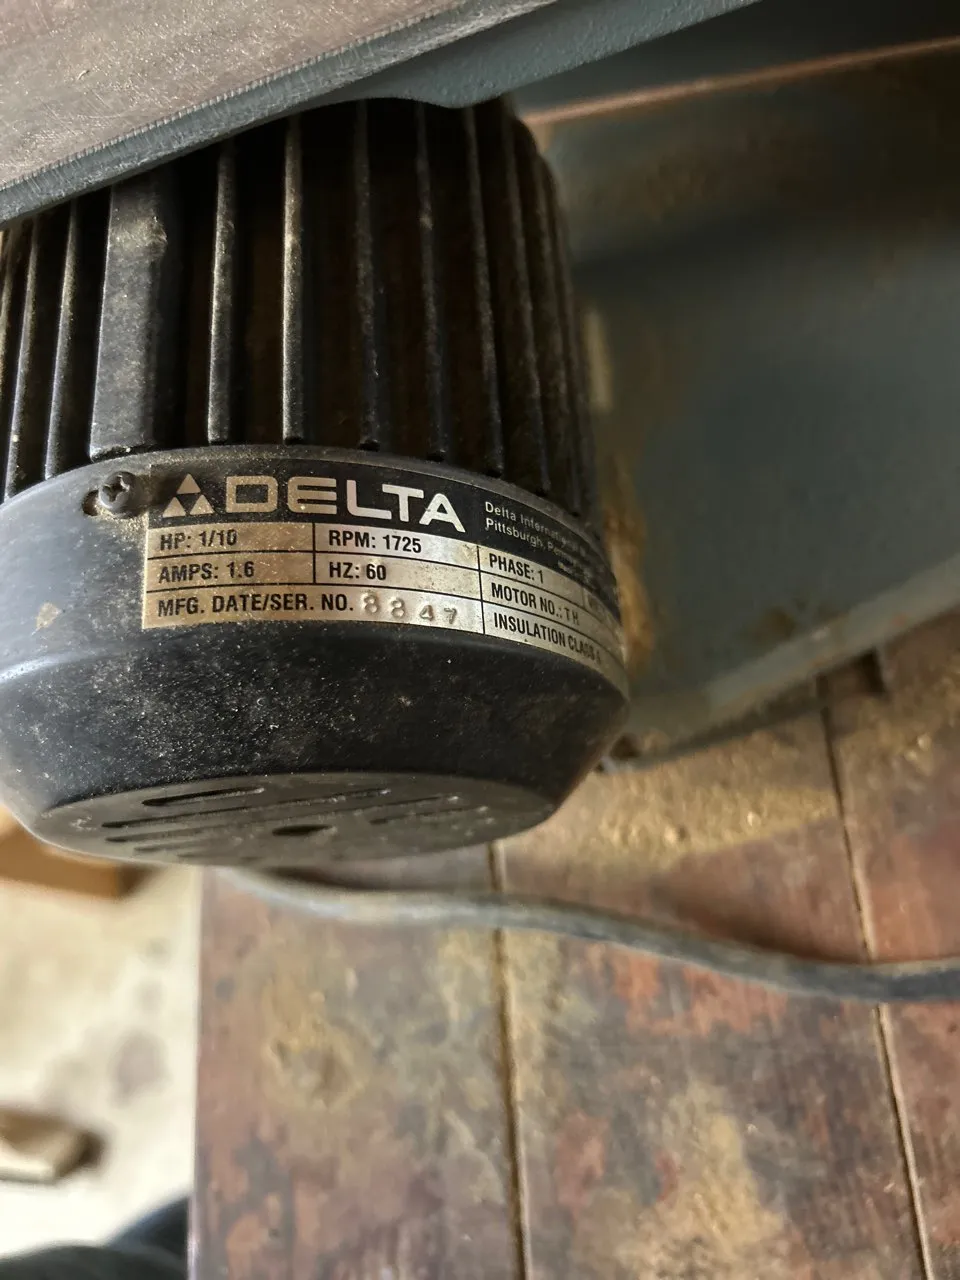 DELTA
Delta International
Pittsburgh,
HP: 1/10
RPM: 1725
PHASE: 1
AMPS: 1.6
HZ: 60
MOTOR NO.: TH
MFG. DATE/SER. NO. 8847
INSULATION CLASS